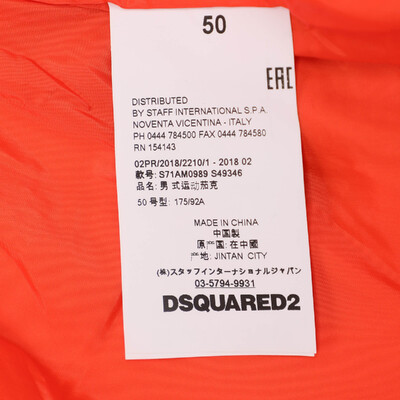 50
EAC
DISTRIBUTED
BY STAFF INTERNATIONAL S.P.A.
NOVENTA VICENTINA - ITALY
PH 0444 784500 FAX 0444 784580
RN 154143
02PR/2018/2210/1 - 2018 02
款号: S71AM0989 S49346
品名: 男式运动茄克
50 号型: 175/92A
MADE IN CHINA
中国製
原产國: 在中國
产地: JINTAN CITY
(株)スタッフインターナショナルジャパン
03-5794-9931
DSQUARED2